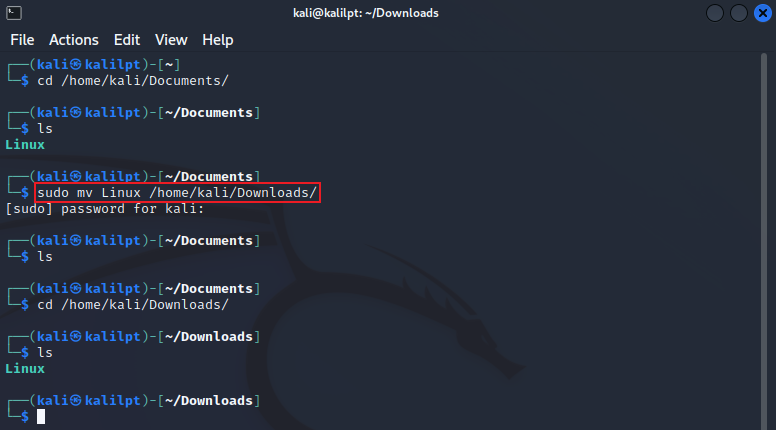 kali@kalilpt: ~/Downloads
File Actions Edit View Help
┌──(kali㉿kalilpt)-[~]
└─$ cd /home/kali/Documents/
┌──(kali㉿kalilpt)-[~/Documents]
└─$ ls
Linux
┌──(kali㉿kalilpt)-[~/Documents]
└─$ sudo mv Linux /home/kali/Downloads/
[sudo] password for kali:
┌──(kali㉿kalilpt)-[~/Documents]
└─$ ls
┌──(kali㉿kalilpt)-[~/Documents]
└─$ cd /home/kali/Downloads/
┌──(kali㉿kalilpt)-[~/Downloads]
└─$ ls
Linux
┌──(kali㉿kalilpt)-[~/Downloads]
└─$